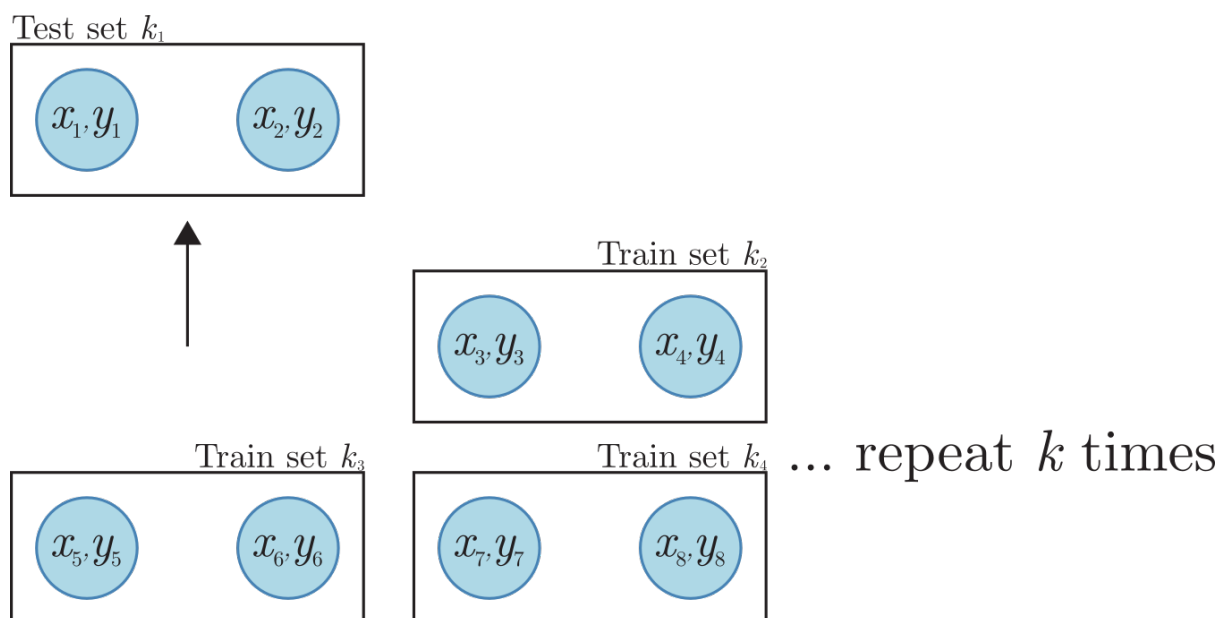 Test set k₁
x₁,y₁ x₂,y₂
Train set k₂
x₃,y₃ x₄,y₄
Train set k₃ Train set k₄ ... repeat k times
x₅,y₅ x₆,y₆ x₇,y₇ x₈,y₈